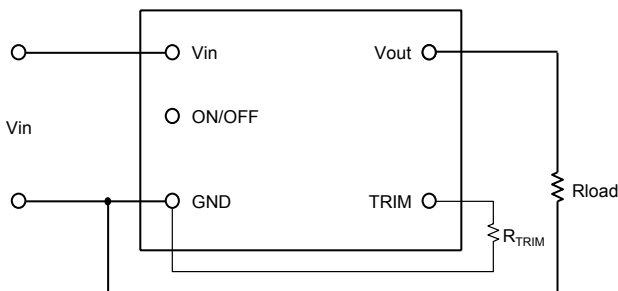 Vin
Vout
ON/OFF
Vin
GND
TRIM
Rload
RTRIM